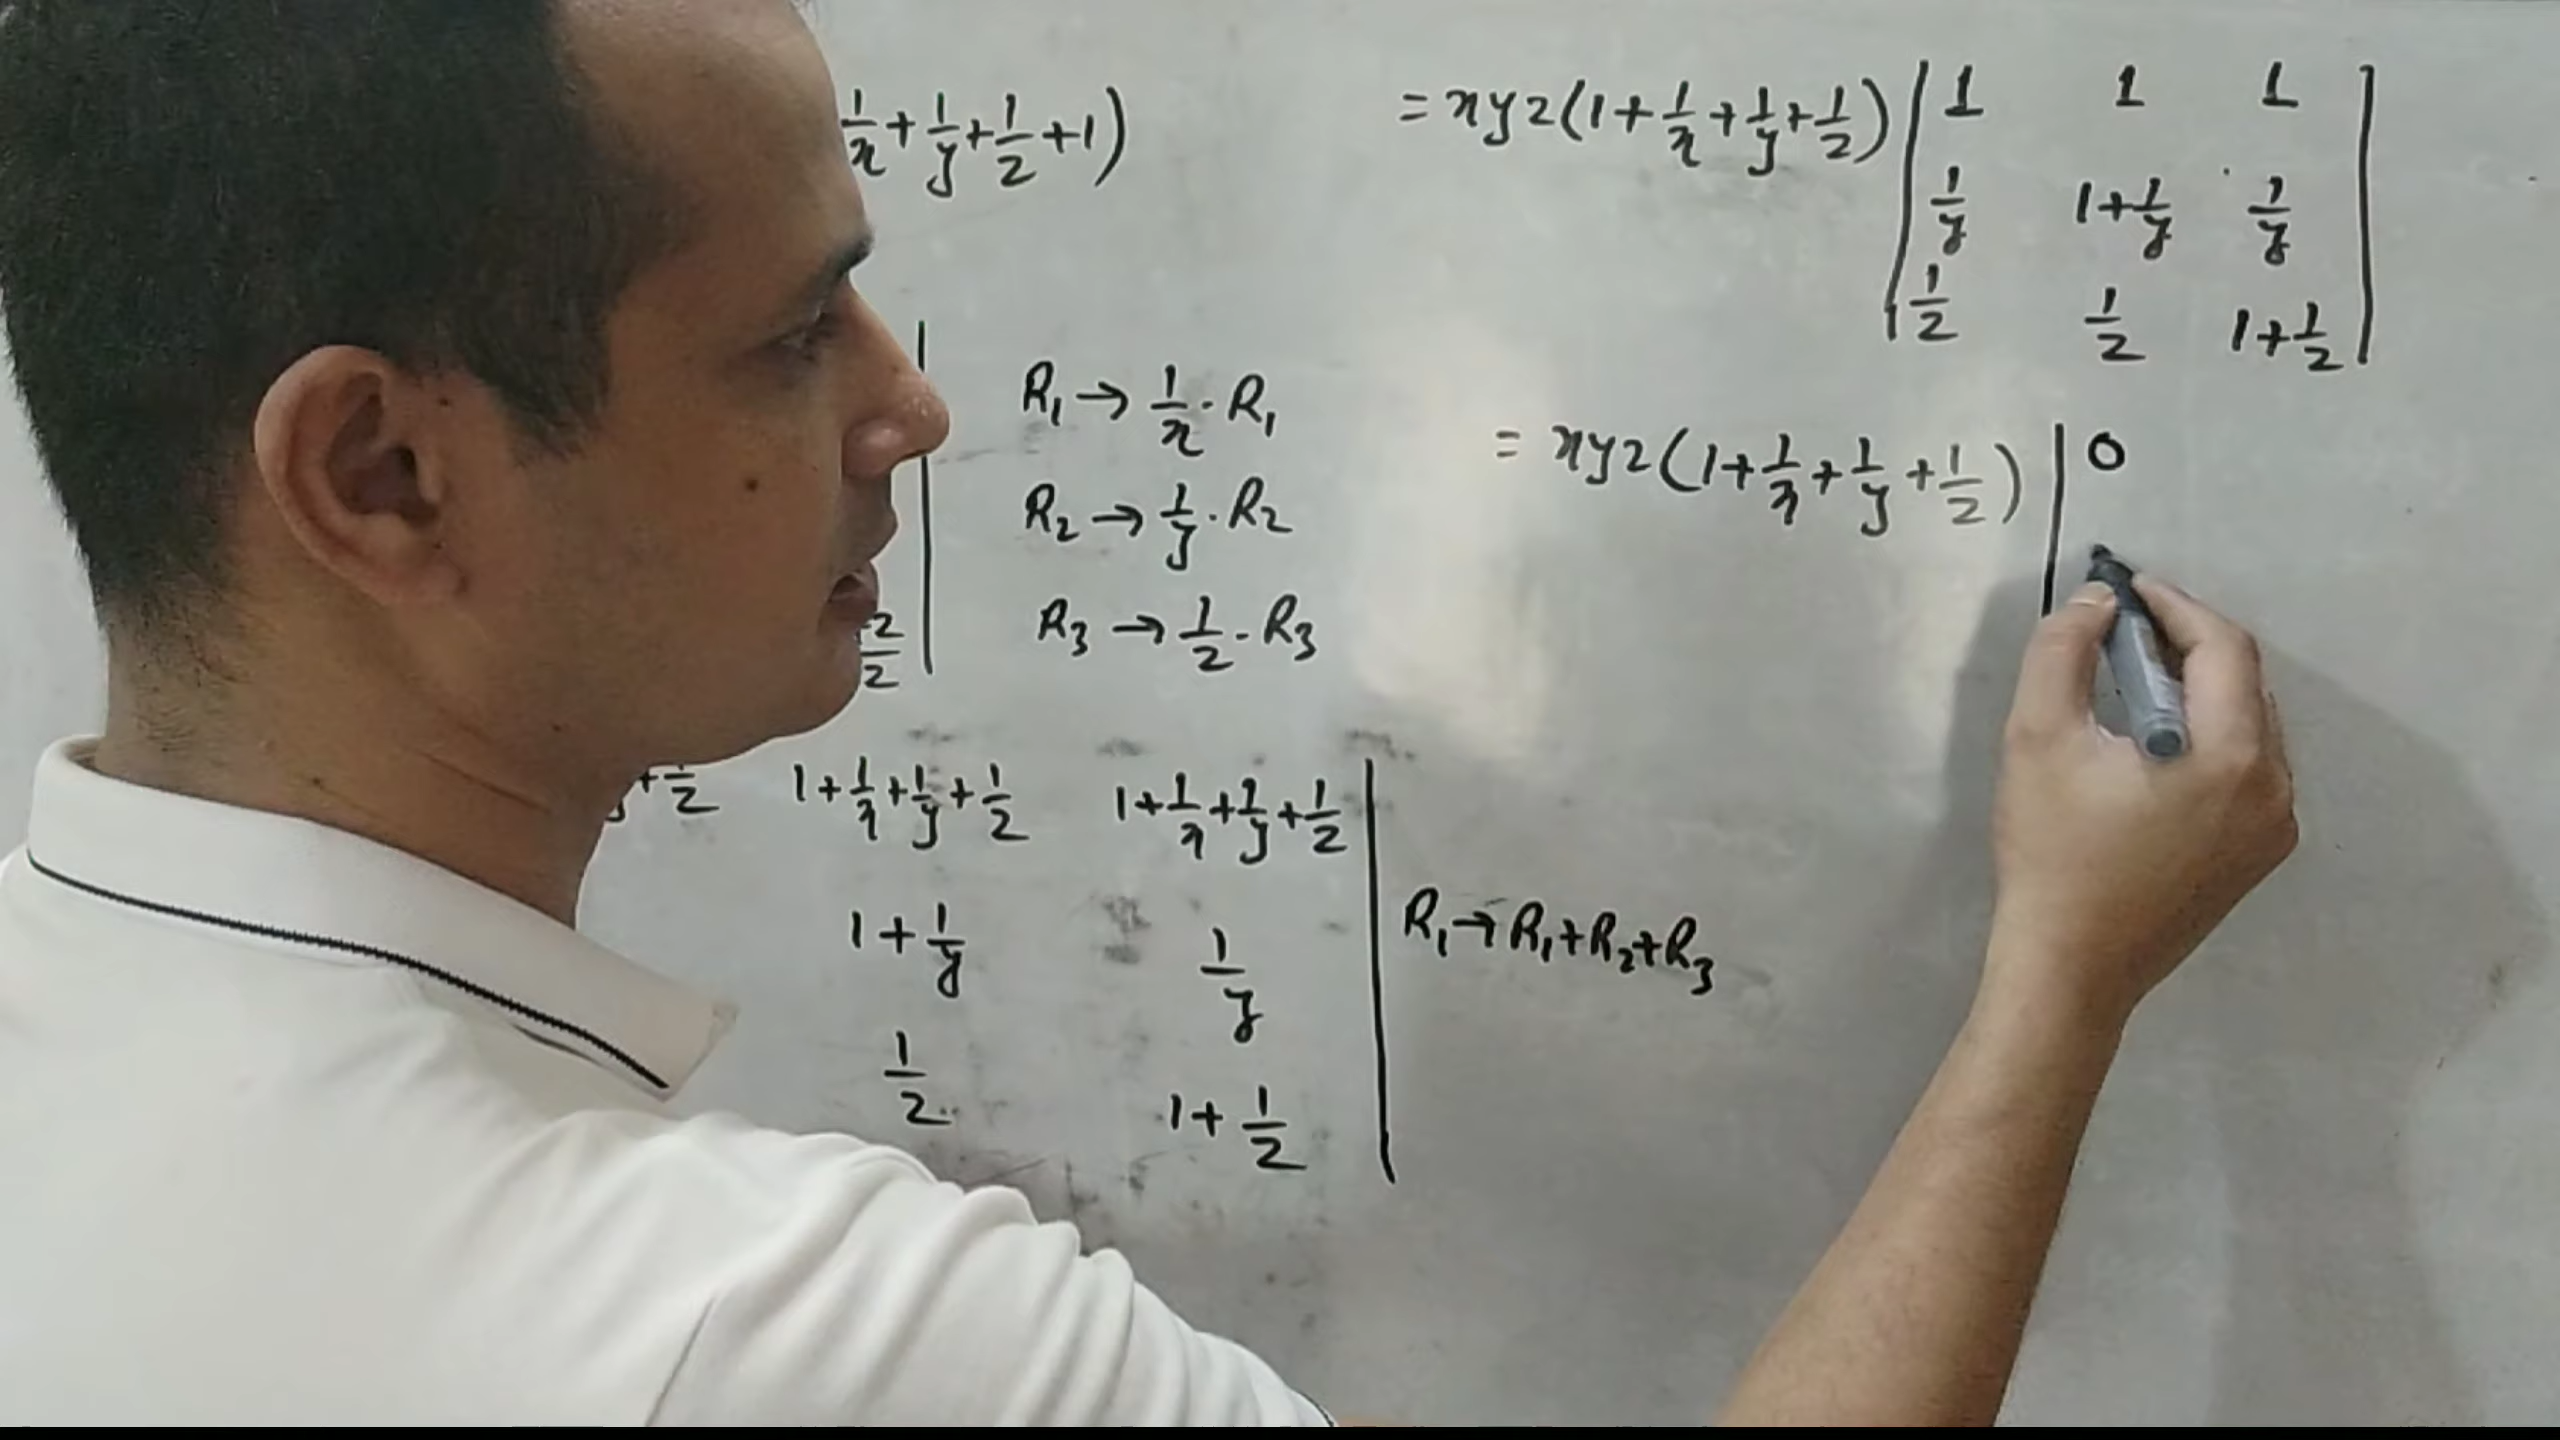 1/x + 1/y + 1/z + 1)
R₁ → 1/x · R₁
R₂ → 1/y · R₂
+z/z | R₃ → 1/z · R₃
+ 1/z  1 + 1/x + 1/y + 1/z  1 + 1/x + 1/y + 1/z |
1 + 1/y  1/y | R₁ → R₁ + R₂ + R₃
1/z  1 + 1/z |
= xyz(1 + 1/x + 1/y + 1/z) | 1  1  1 |
| 1/y  1 + 1/y  1/y |
| 1/z  1/z  1 + 1/z |
= xyz(1 + 1/x + 1/y + 1/z) | 0